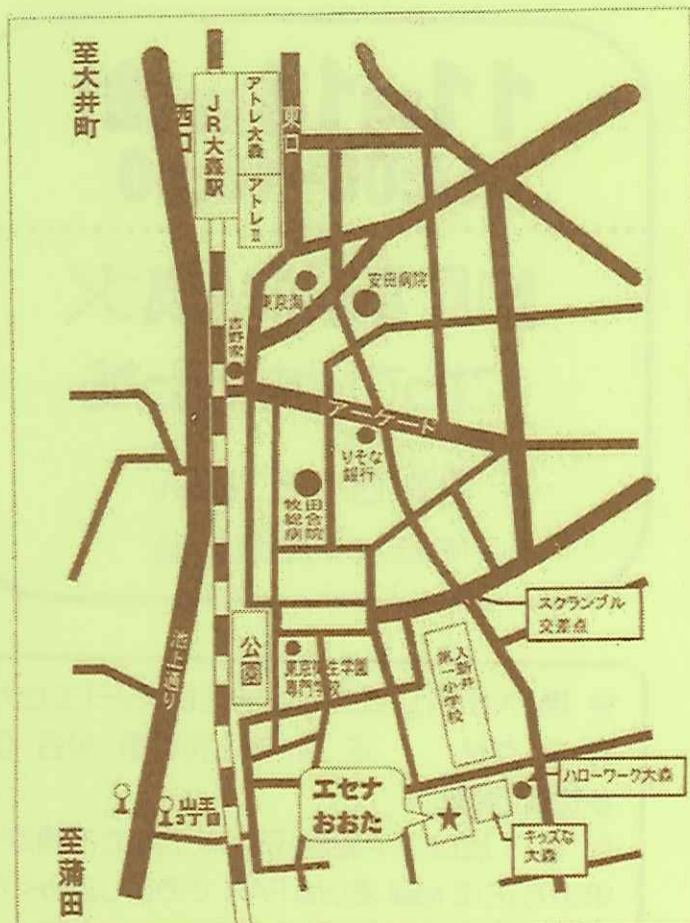 至大井町
西口
JR大森駅
アトレ大森
アトレⅡ
東口
東京海上
安田病院
吉野家
アーケード
りそな
銀行
牧田
総合
病院
スクランブル
交差点
公園
東京衛生学園
専門学校
入新井
第一小学校
池上通り
エセナ
おおた
ハローワーク大森
キッズな
大森
山王
3丁目
至蒲田